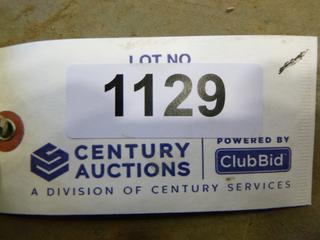 LOT NO
1129
CENTURY
AUCTIONS
POWERED BY
ClubBid
A DIVISION OF CENTURY SERVICES